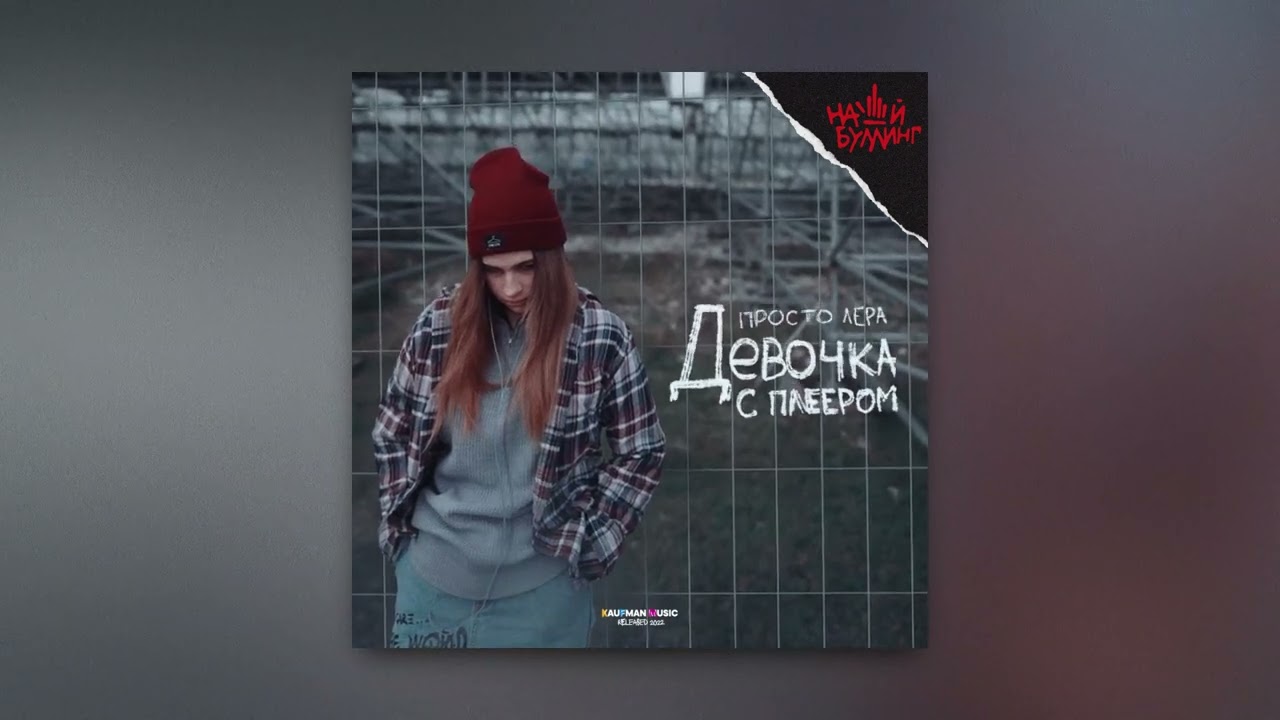 НАШ Й
БУЛЛИНГ
ПРОСТО ЛЕРА
ДЕВОЧКА
С ПЛЕЕРОМ
KAUFMAN MUSIC
RELEASED 2022